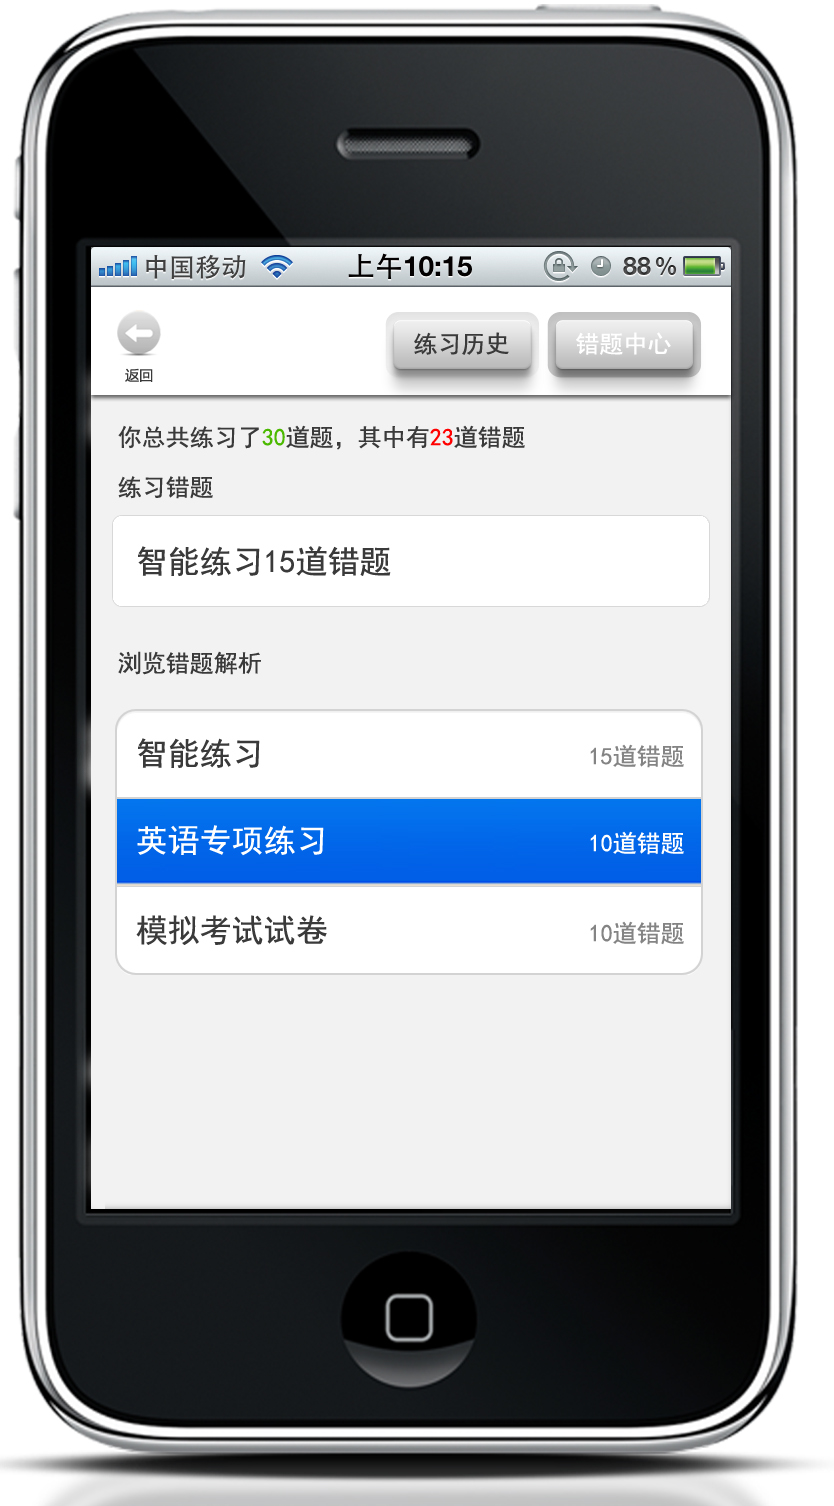 中国移动 上午10:15 88%
返回 练习历史 错题中心
你总共练习了30道题，其中有23道错题
练习错题
智能练习15道错题
浏览错题解析
智能练习 15道错题
英语专项练习 10道错题
模拟考试试卷 10道错题